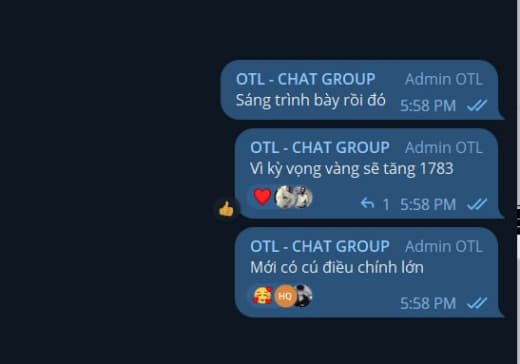 OTL - CHAT GROUP Admin OTL
Sáng trình bày rồi đó 5:58 PM
OTL - CHAT GROUP Admin OTL
Vì kỳ vọng vàng sẽ tăng 1783
1 5:58 PM
OTL - CHAT GROUP Admin OTL
Mới có cú điều chỉnh lớn
HQ
5:58 PM